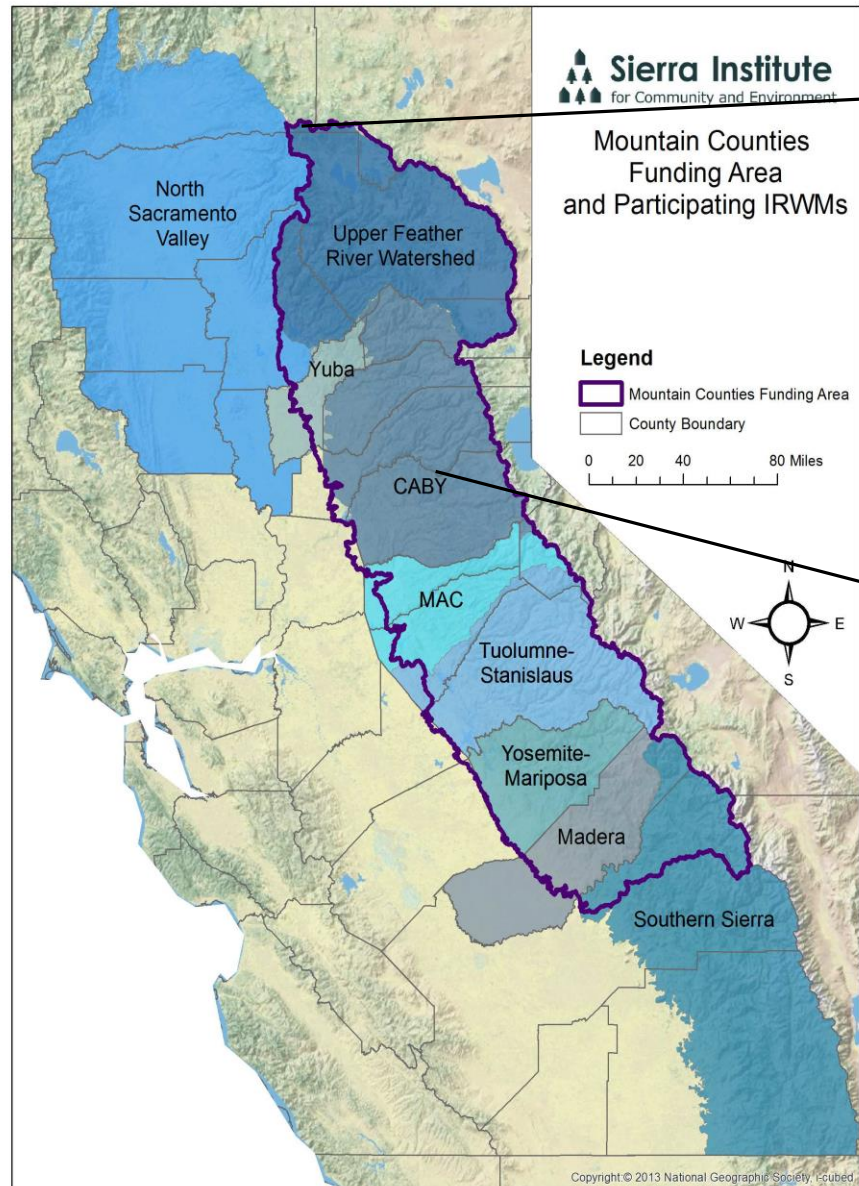 Sierra Institute
for Community and Environment
Mountain Counties
Funding Area
and Participating IRWMs
North
Sacramento
Valley
Upper Feather
River Watershed
Yuba
Legend
Mountain Counties Funding Area
County Boundary
0 20 40 80 Miles
CABY
MAC
N
W E
S
Tuolumne-
Stanislaus
Yosemite-
Mariposa
Madera
Southern Sierra
Copyright:© 2013 National Geographic Society, i-cubed